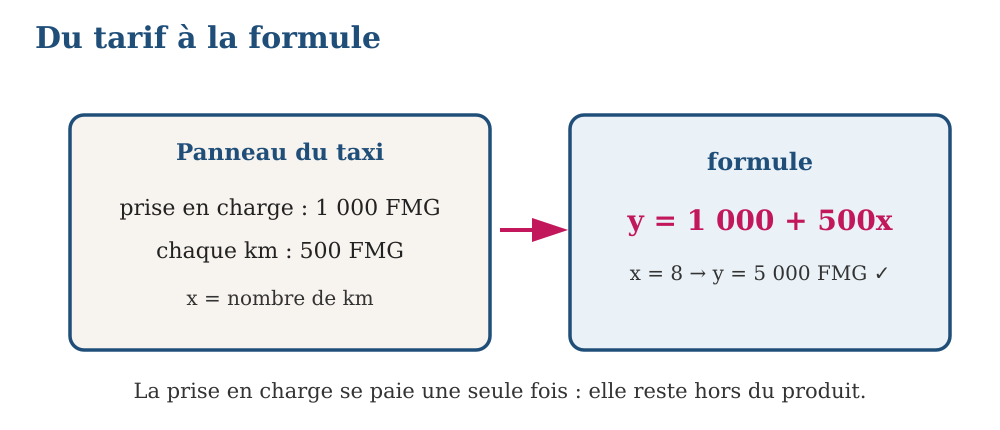 Du tarif à la formule
Panneau du taxi
prise en charge : 1 000 FMG
chaque km : 500 FMG
x = nombre de km
formule
y = 1 000 + 500x
x = 8 → y = 5 000 FMG ✓
La prise en charge se paie une seule fois : elle reste hors du produit.